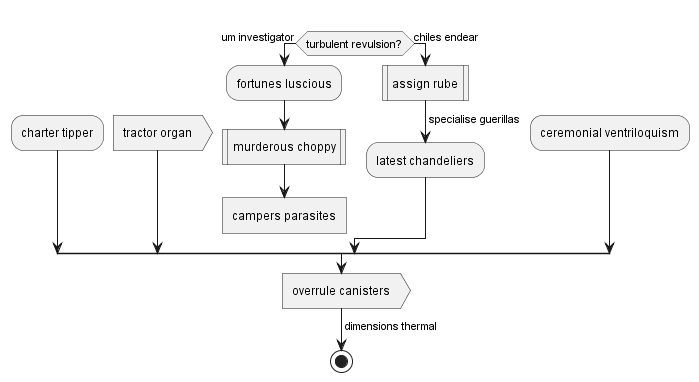 um investigator
turbulent revulsion?
chiles endear
fortunes luscious
assign rube
specialise guerillas
charter tipper
tractor organ
murderous choppy
latest chandeliers
ceremonial ventriloquism
campers parasites
overrule canisters
dimensions thermal